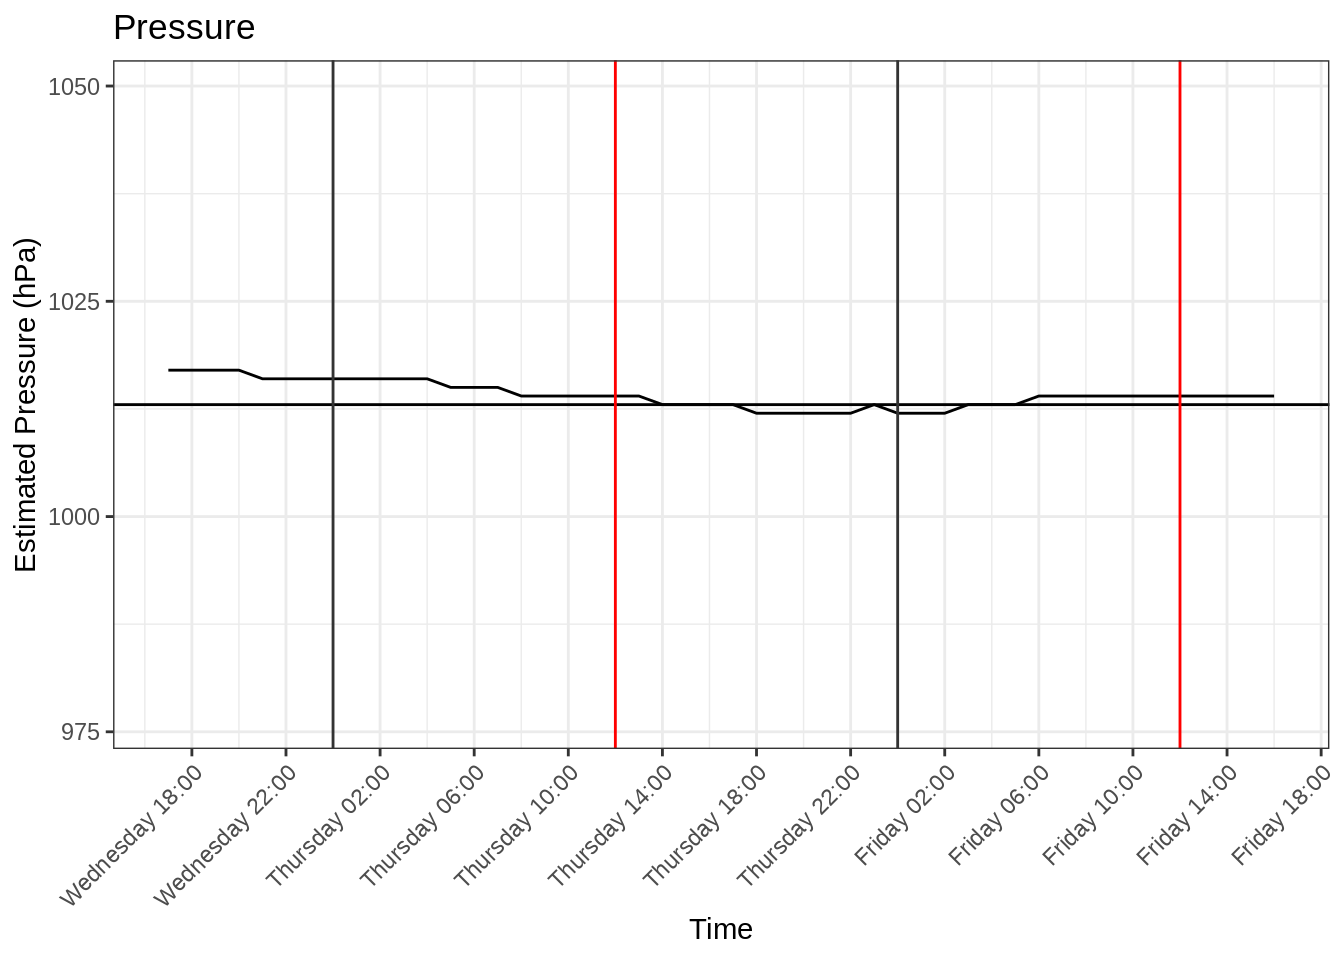 Pressure
Estimated Pressure (hPa)
1050
1025
1000
975
Wednesday 18:00
Wednesday 22:00
Thursday 02:00
Thursday 06:00
Thursday 10:00
Thursday 14:00
Thursday 18:00
Thursday 22:00
Friday 02:00
Friday 06:00
Friday 10:00
Friday 14:00
Friday 18:00
Time